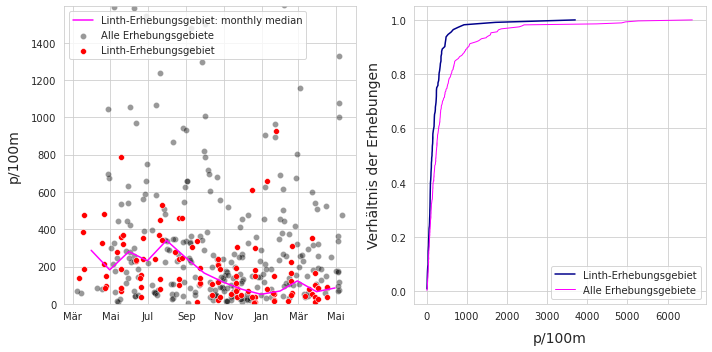 Linth-Erhebungsgebiet: monthly median
Alle Erhebungsgebiete
Linth-Erhebungsgebiet
p/100m
1400
1200
1000
800
600
400
200
0
Mär
Mai
Jul
Sep
Nov
Jan
Mär
Mai
Verhältnis der Erhebungen
1.0
0.8
0.6
0.4
0.2
0.0
Linth-Erhebungsgebiet
Alle Erhebungsgebiete
0
1000
2000
3000
4000
5000
6000
p/100m